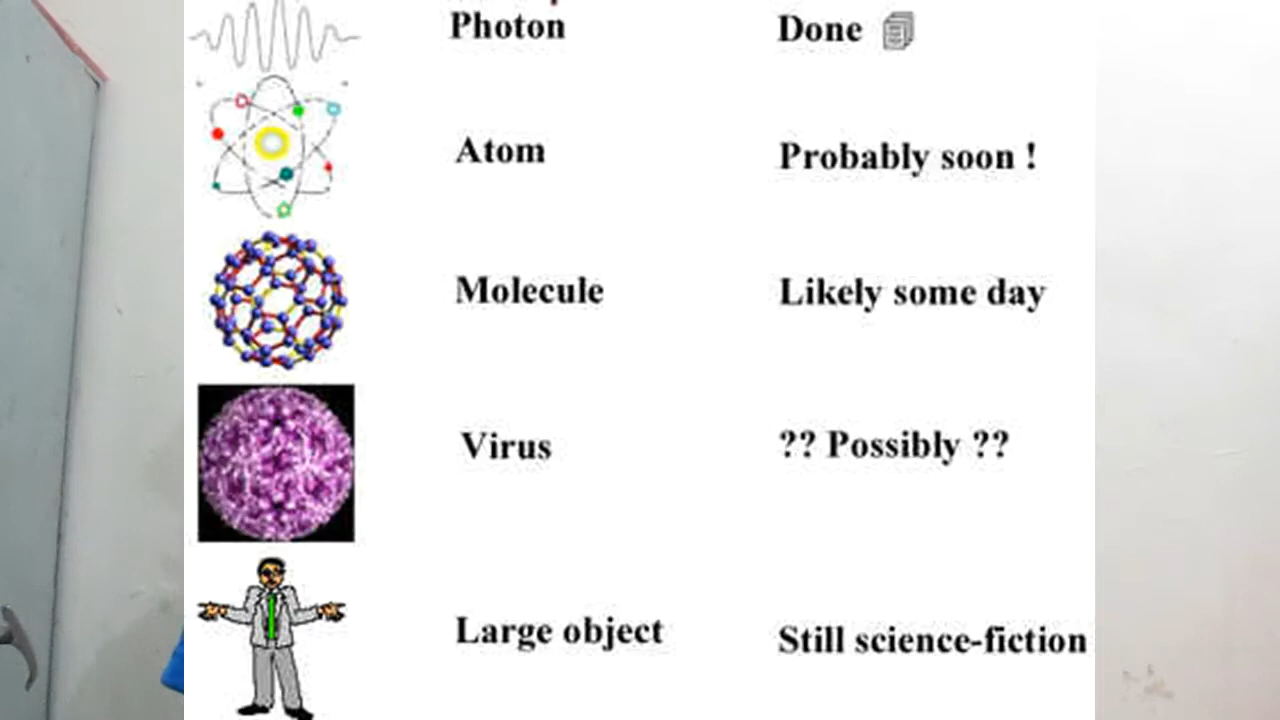 Photon Done
Atom Probably soon !
Molecule Likely some day
Virus ?? Possibly ??
Large object Still science-fiction